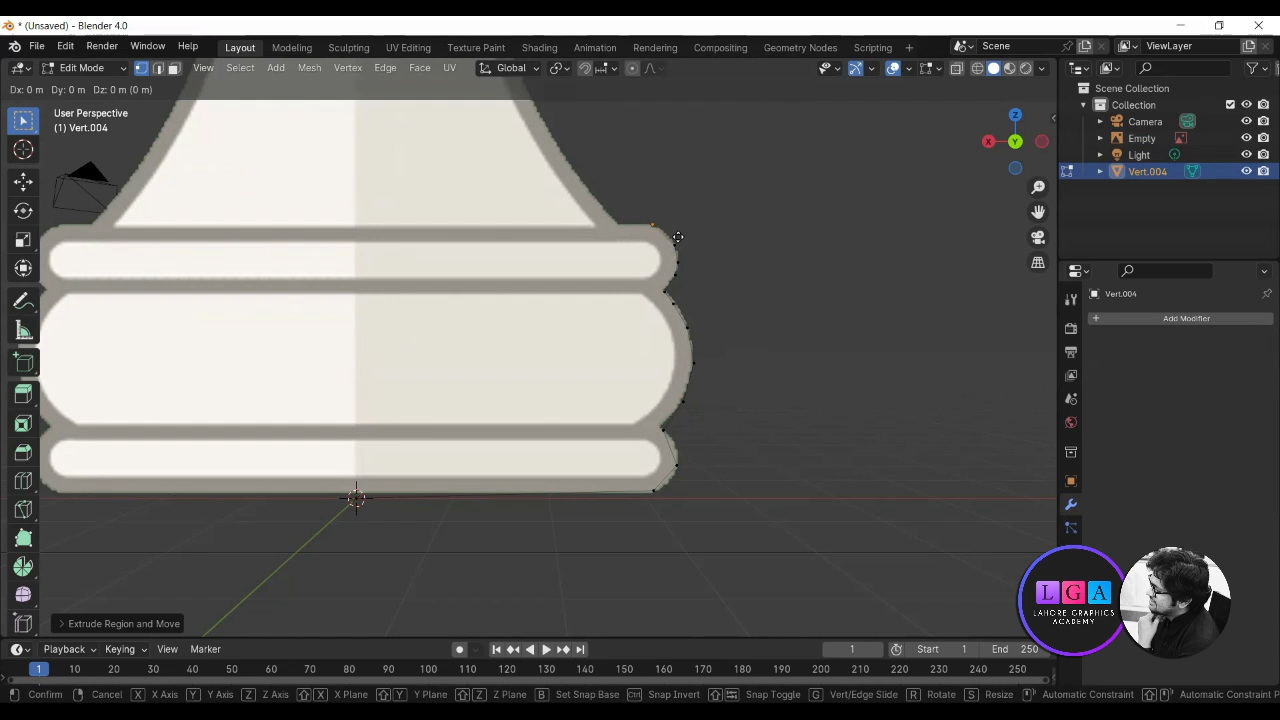 * (Unsaved) - Blender 4.0
File Edit Render Window Help Layout Modeling Sculpting UV Editing Texture Paint Shading Animation Rendering Compositing Geometry Nodes Scripting + Scene ViewLayer
Edit Mode View Select Add Mesh Vertex Edge Face UV Global
Dx: 0 m Dy: 0 m Dz: 0 m (0 m)
Scene Collection
Collection
User Perspective
(1) Vert.004
Camera
Empty
Light
Vert.004
X Y Z
Vert.004
+ Add Modifier
LGA
LAHORE GRAPHICS
ACADEMY
> Extrude Region and Move
Playback Keying View Marker 1 Start 1 End 250
1 10 20 30 40 50 60 70 80 90 100 110 120 130 140 150 160 170 180 190 200 210 220 230 240 250
Confirm Cancel X X Axis Y Y Axis Z Z Axis X X Plane Y Y Plane Z Z Plane B Set Snap Base Ctrl Snap Invert Snap Toggle G Vert/Edge Slide R Rotate S Resize Automatic Constraint Automatic Constraint P